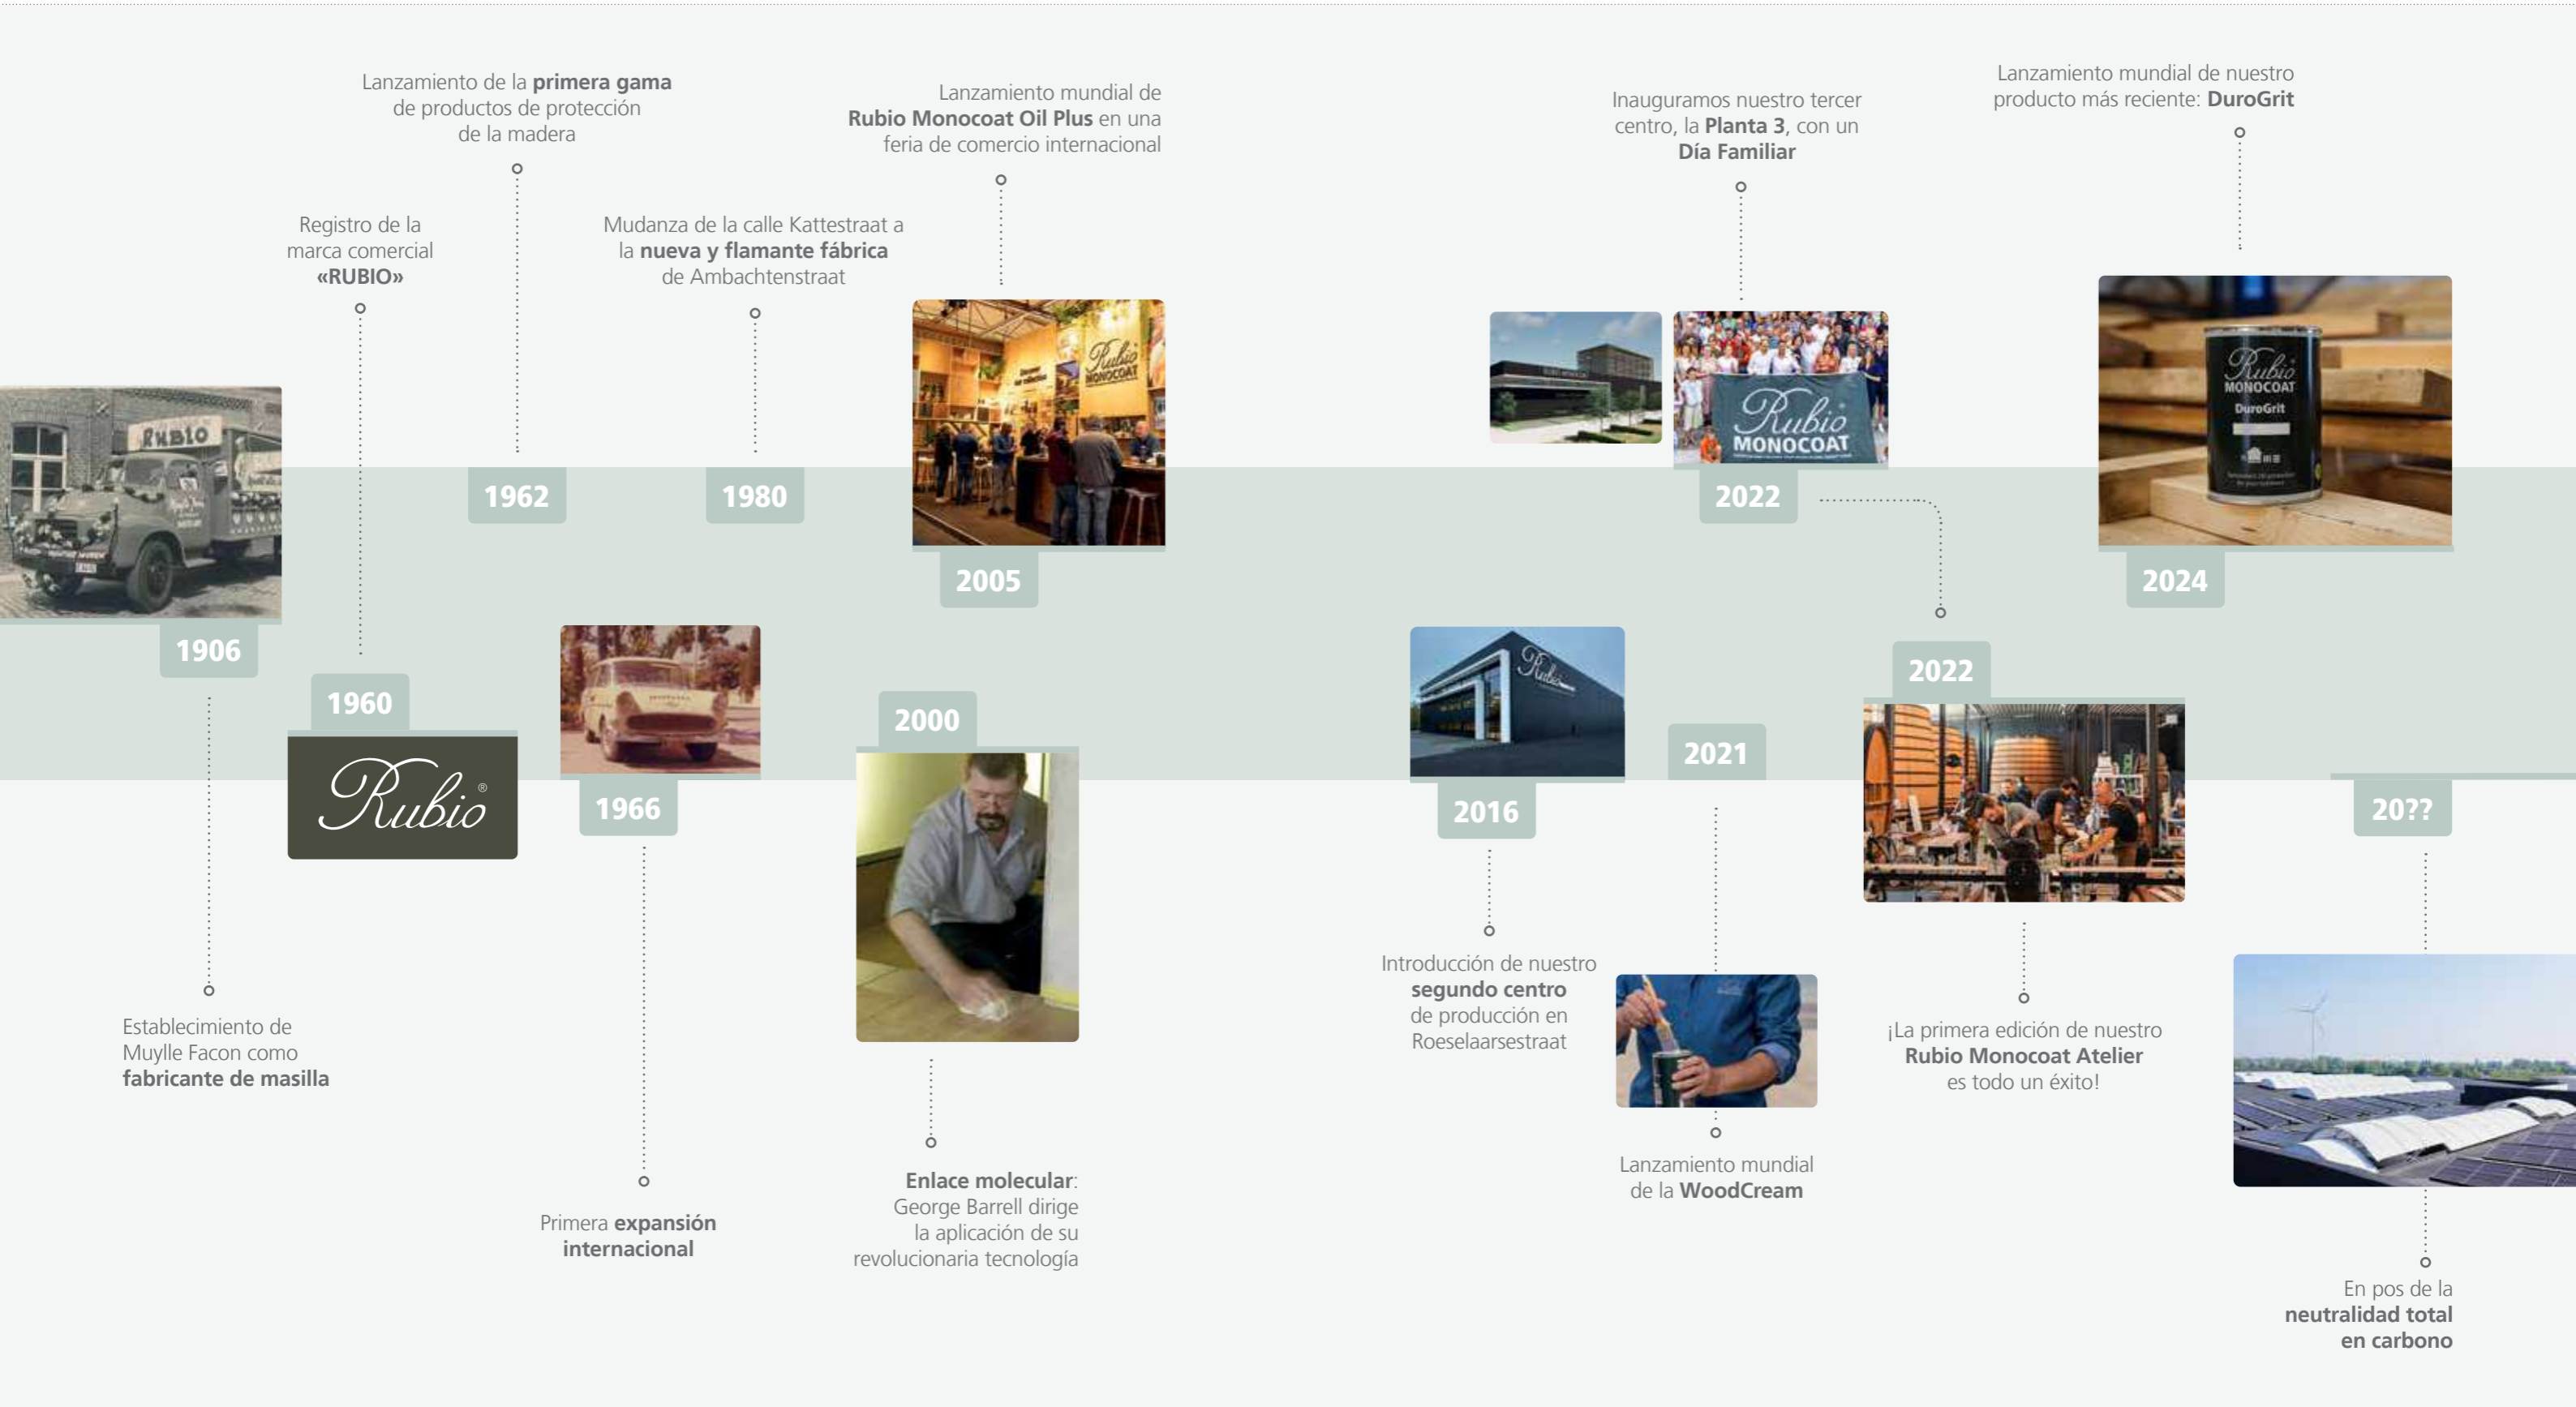 Lanzamiento de la primera gama
de productos de protección
de la madera
Lanzamiento mundial de
Rubio Monocoat Oil Plus en una
feria de comercio internacional
Inauguramos nuestro tercer
centro, la Planta 3, con un
Día Familiar
Lanzamiento mundial de nuestro
producto más reciente: DuroGrit
Registro de la
marca comercial
«RUBIO»
Mudanza de la calle Kattestraat a
la nueva y flamante fábrica
de Ambachtenstraat
RUBIO
Rubio
MONOCOAT
Rubio
MONOCOAT
Rubio
MONOCOAT
DuroGrit
1962
1980
2022
2005
2024
1906
1960
Rubio®
1966
2000
Rubio
2016
2021
2022
20??
Establecimiento de
Muylle Facon como
fabricante de masilla
Primera expansión
internacional
Enlace molecular:
George Barrell dirige
la aplicación de su
revolucionaria tecnología
Introducción de nuestro
segundo centro
de producción en
Roeselaarsestraat
Lanzamiento mundial
de la WoodCream
¡La primera edición de nuestro
Rubio Monocoat Atelier
es todo un éxito!
En pos de la
neutralidad total
en carbono